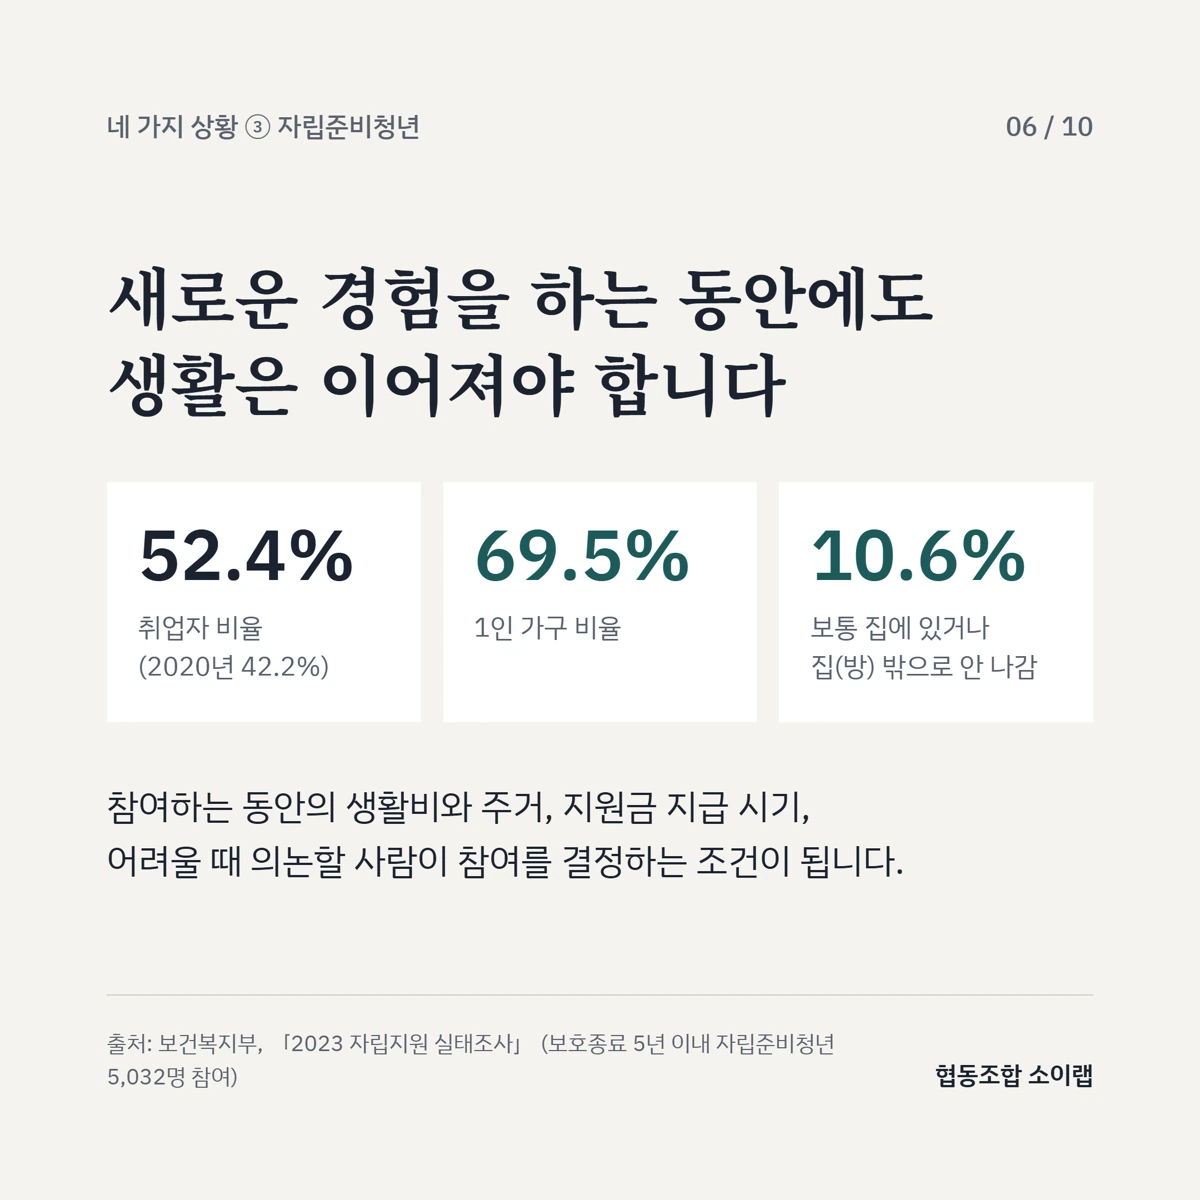 네 가지 상황 ③ 자립준비청년
06 / 10
새로운 경험을 하는 동안에도
생활은 이어져야 합니다
52.4%
취업자 비율
(2020년 42.2%)
69.5%
1인 가구 비율
10.6%
보통 집에 있거나
집(방) 밖으로 안 나감
참여하는 동안의 생활비와 주거, 지원금 지급 시기,
어려울 때 의논할 사람이 참여를 결정하는 조건이 됩니다.
출처: 보건복지부, 「2023 자립지원 실태조사」 (보호종료 5년 이내 자립준비청년
5,032명 참여)
협동조합 소이랩